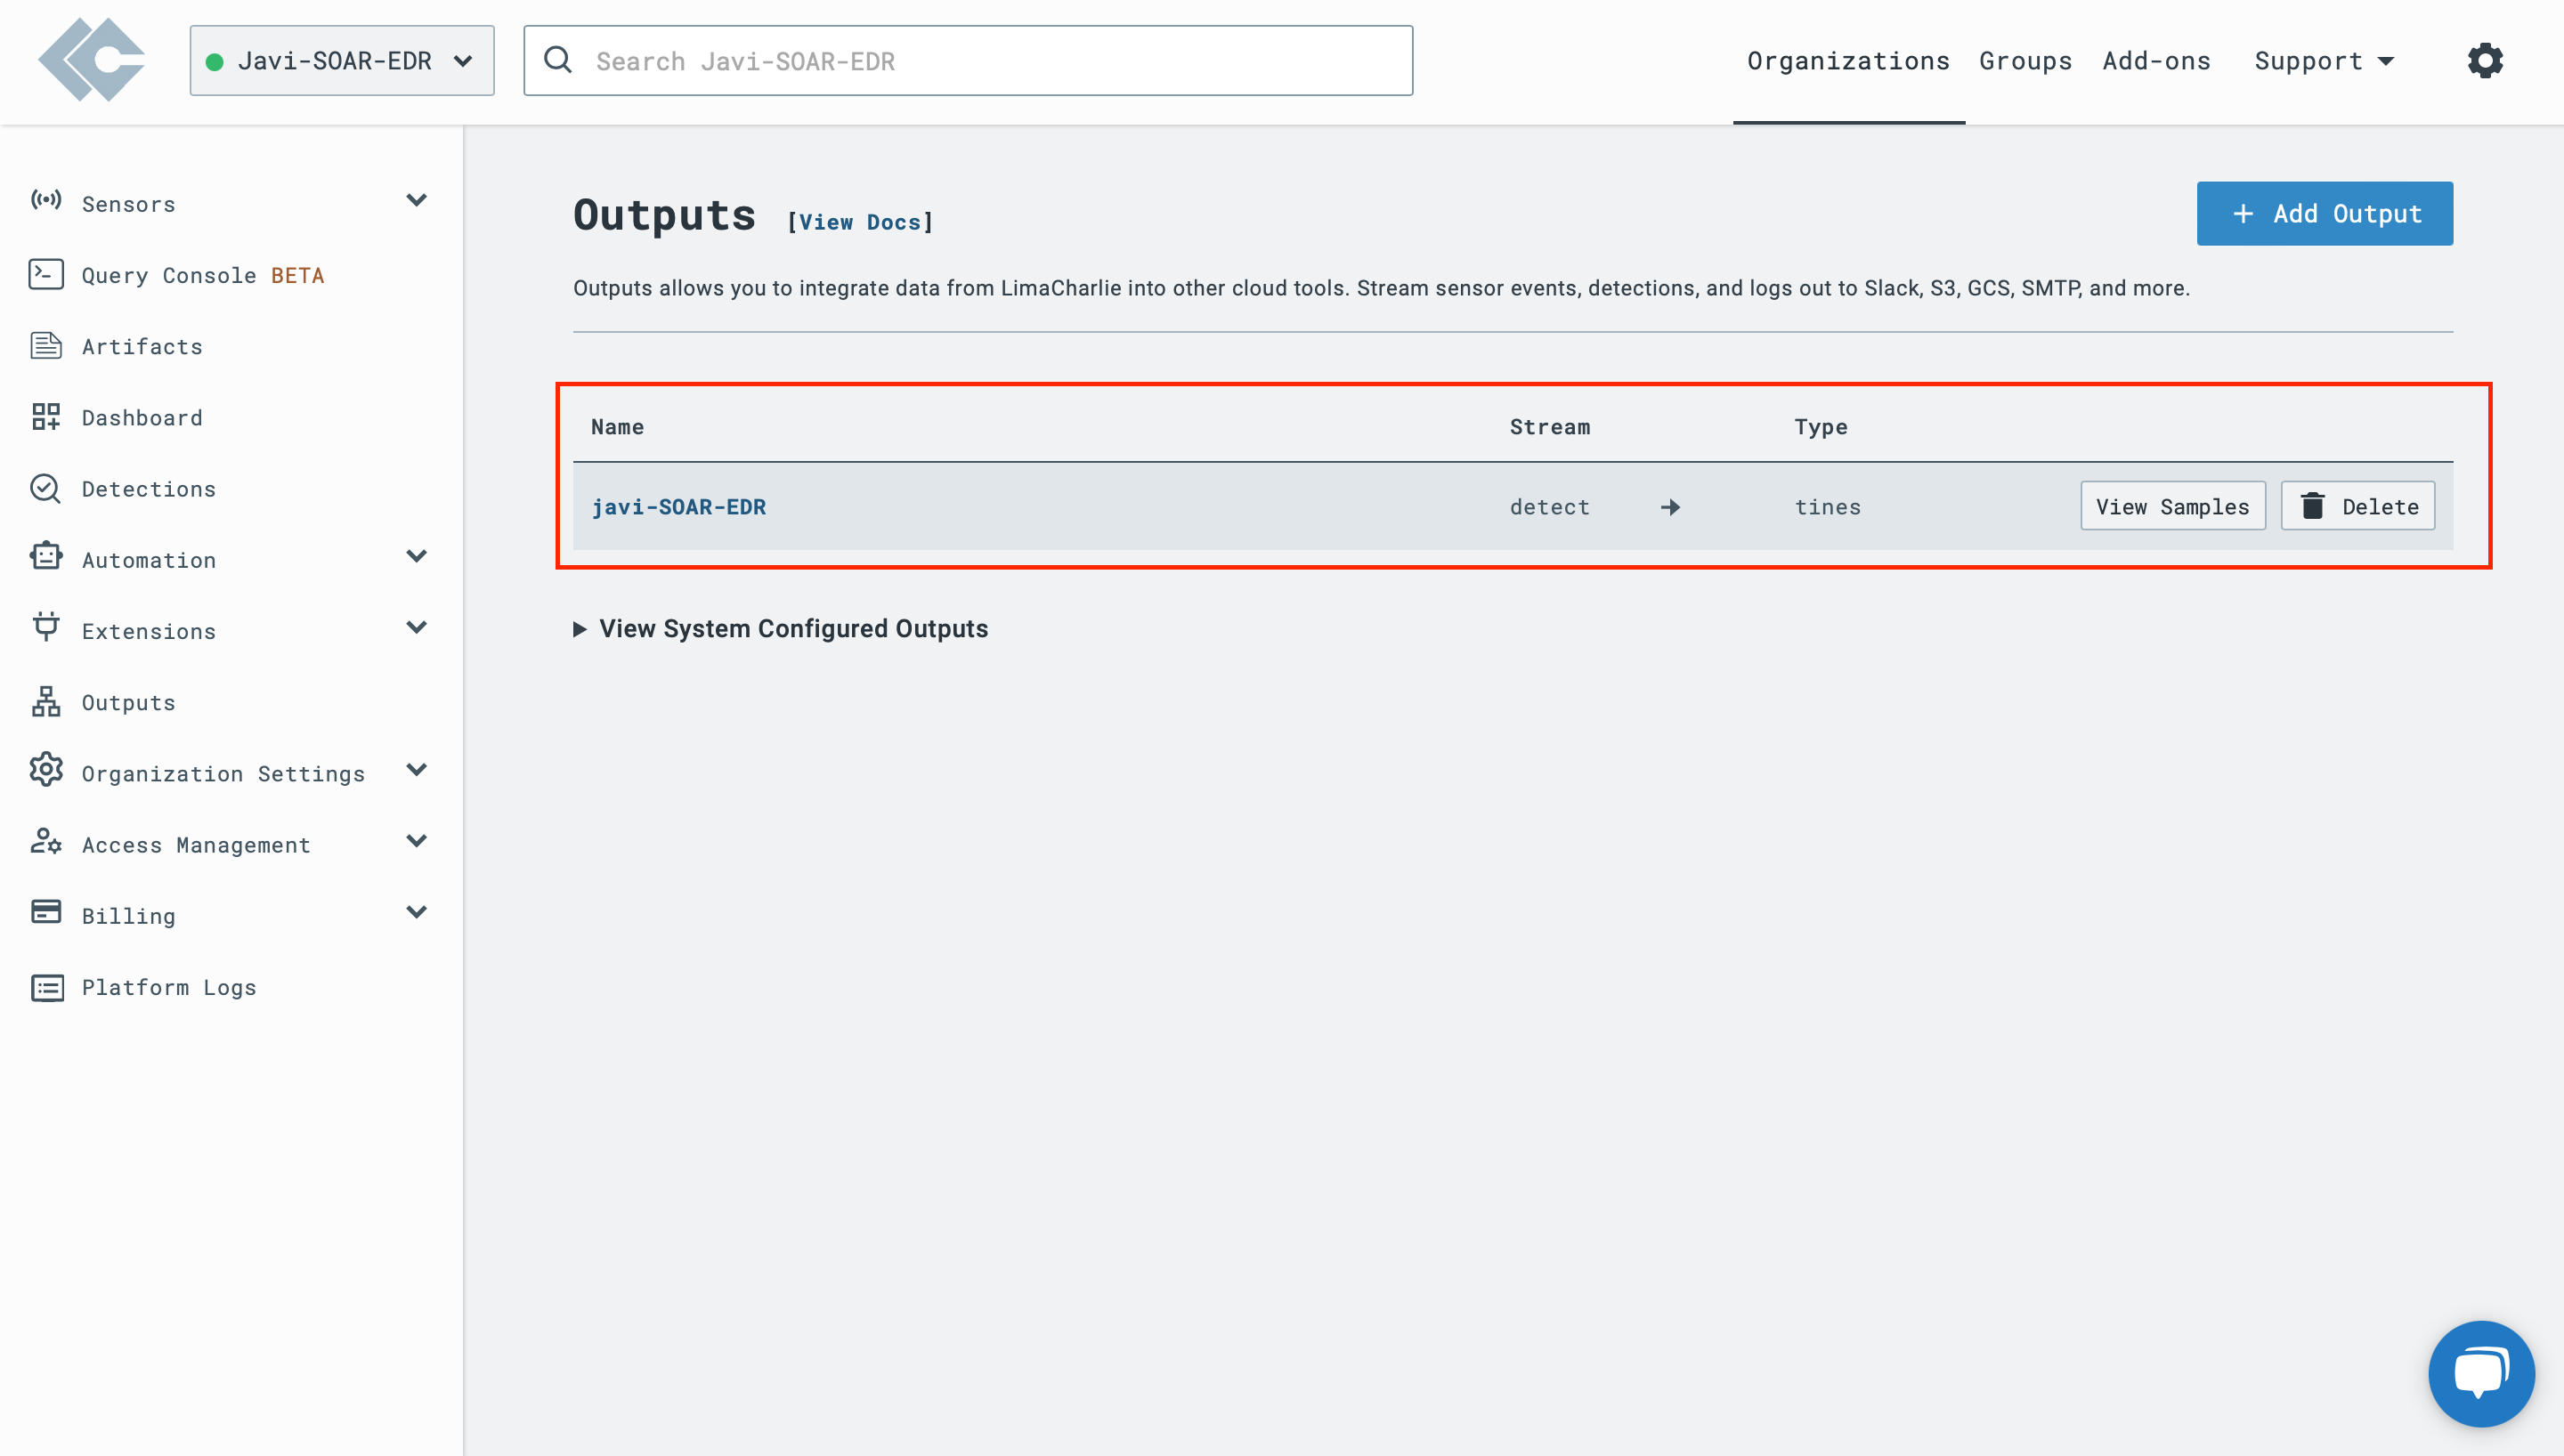 Javi-SOAR-EDR
Search Javi-SOAR-EDR
Organizations Groups Add-ons Support
Sensors
Query Console BETA
Artifacts
Dashboard
Detections
Automation
Extensions
Outputs
Organization Settings
Access Management
Billing
Platform Logs
Outputs [View Docs]
+ Add Output
Outputs allows you to integrate data from LimaCharlie into other cloud tools. Stream sensor events, detections, and logs out to Slack, S3, GCS, SMTP, and more.
Name Stream Type
javi-SOAR-EDR detect → tines View Samples Delete
View System Configured Outputs